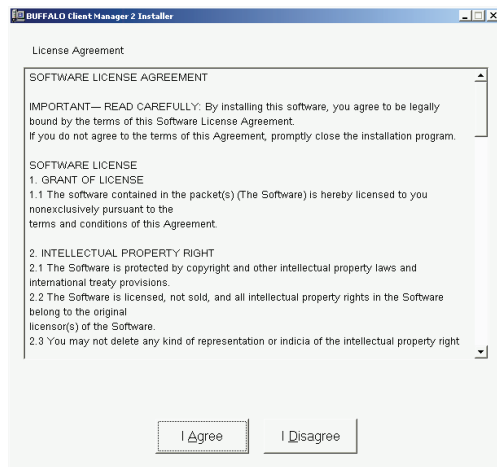 BUFFALO Client Manager 2 Installer
License Agreement
SOFTWARE LICENSE AGREEMENT
IMPORTANT— READ CAREFULLY: By installing this software, you agree to be legally
bound by the terms of this Software License Agreement.
If you do not agree to the terms of this Agreement, promptly close the installation program.
SOFTWARE LICENSE
1. GRANT OF LICENSE
1.1 The software contained in the packet(s) (The Software) is hereby licensed to you
nonexclusively pursuant to the
terms and conditions of this Agreement.
2. INTELLECTUAL PROPERTY RIGHT
2.1 The Software is protected by copyright and other intellectual property laws and
international treaty provisions.
2.2 The Software is licensed, not sold, and all intellectual property rights in the Software
belong to the original
licensor(s) of the Software.
2.3 You may not delete any kind of representation or indicia of the intellectual property right
I Agree
I Disagree